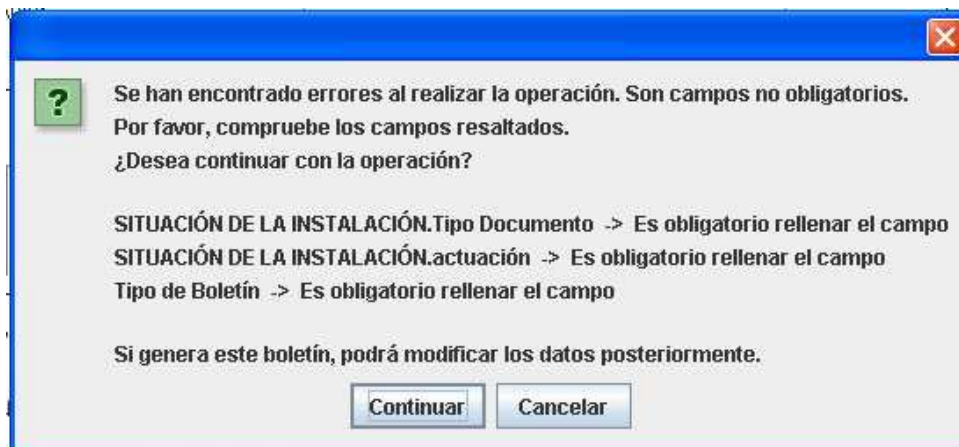 Se han encontrado errores al realizar la operación. Son campos no obligatorios.
Por favor, compruebe los campos resaltados.
¿Desea continuar con la operación?
SITUACIÓN DE LA INSTALACIÓN.Tipo Documento -> Es obligatorio rellenar el campo
SITUACIÓN DE LA INSTALACIÓN.actuación -> Es obligatorio rellenar el campo
Tipo de Boletín -> Es obligatorio rellenar el campo
Si genera este boletín, podrá modificar los datos posteriormente.
Continuar Cancelar